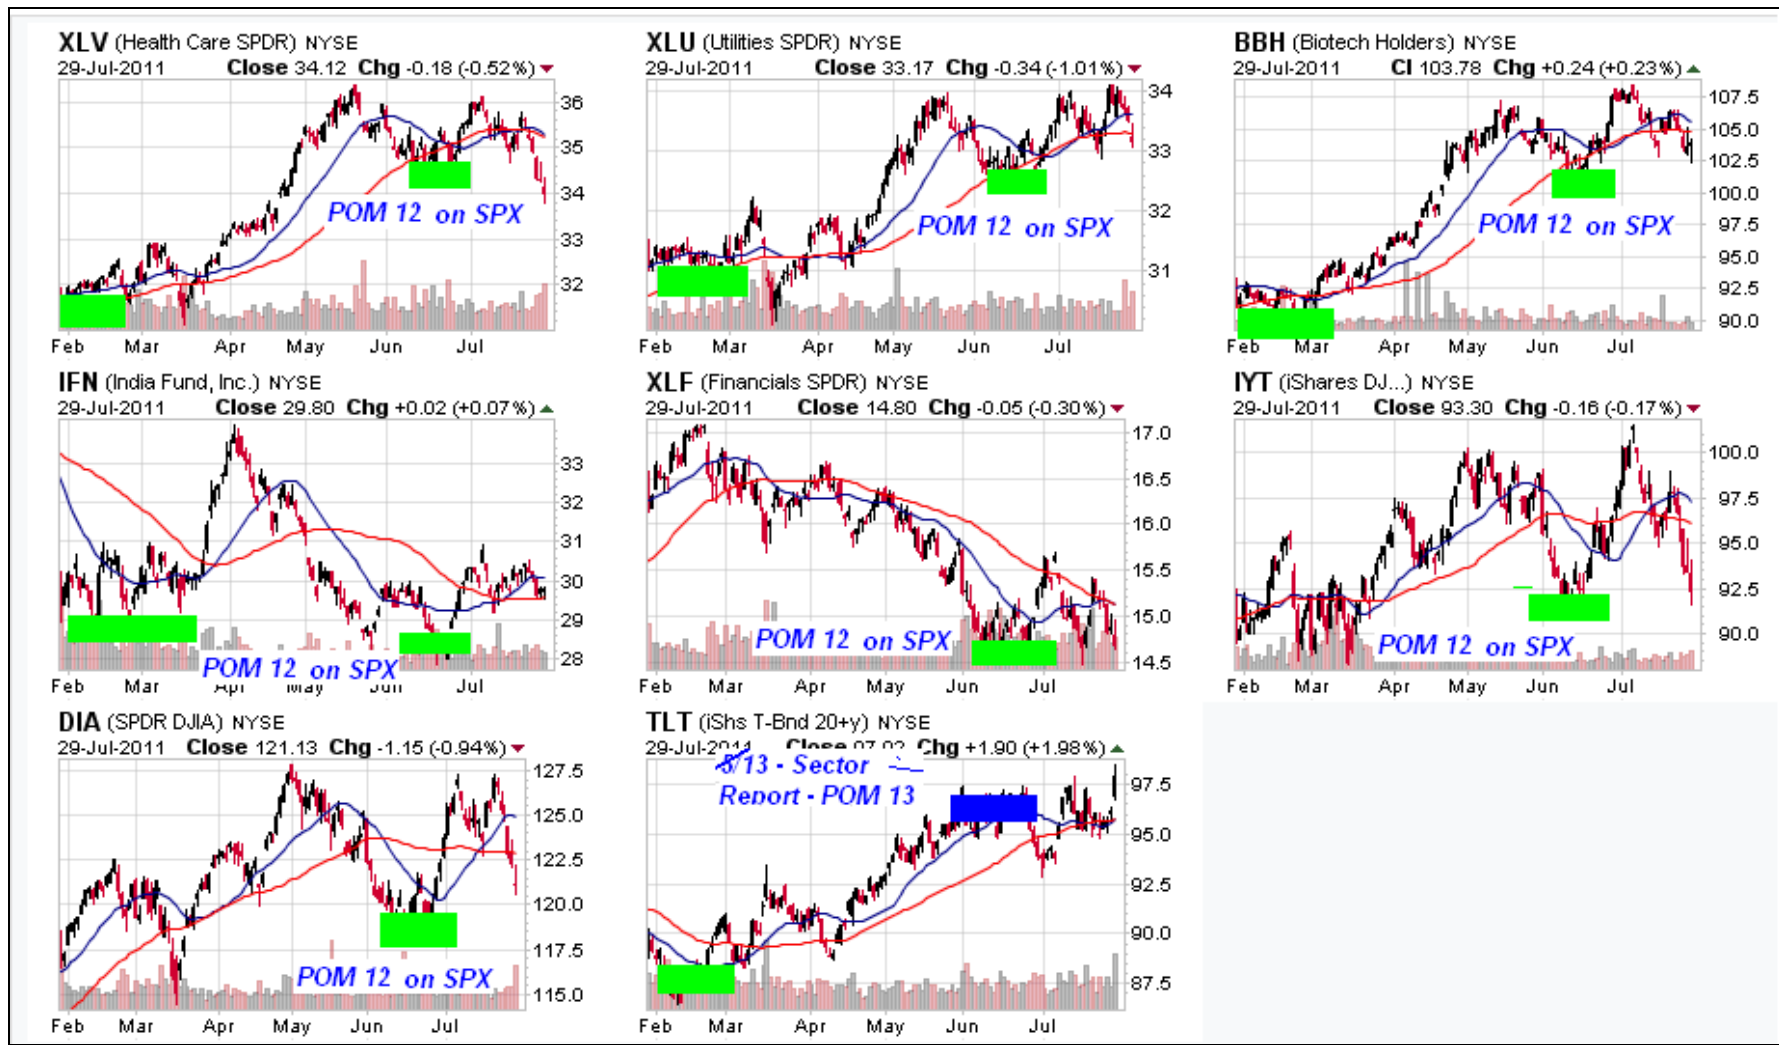 XLV (Health Care SPDR) NYSE
29-Jul-2011 Close 34.12 Chg -0.18 (-0.52%)
36
35
34
33
32
POM 12 on SPX
Feb Mar Apr May Jun Jul
XLU (Utilities SPDR) NYSE
29-Jul-2011 Close 33.17 Chg -0.34 (-1.01%)
34
33
32
31
POM 12 on SPX
Feb Mar Apr May Jun Jul
BBH (Biotech Holders) NYSE
29-Jul-2011 Cl 103.78 Chg +0.24 (+0.23%)
107.5
105.0
102.5
100.0
97.5
95.0
92.5
90.0
POM 12 on SPX
Feb Mar Apr May Jun Jul
IFN (India Fund, Inc.) NYSE
29-Jul-2011 Close 29.80 Chg +0.02 (+0.07%)
33
32
31
30
29
28
POM 12 on SPX
Feb Mar Apr May Jun Jul
XLF (Financials SPDR) NYSE
29-Jul-2011 Close 14.80 Chg -0.05 (-0.30%)
17.0
16.5
16.0
15.5
15.0
14.5
POM 12 on SPX
Feb Mar Apr May Jun Jul
IYT (iShares DJ...) NYSE
29-Jul-2011 Close 93.30 Chg -0.16 (-0.17%)
100.0
97.5
95.0
92.5
90.0
POM 12 on SPX
Feb Mar Apr May Jun Jul
DIA (SPDR DJIA) NYSE
29-Jul-2011 Close 121.13 Chg -1.15 (-0.94%)
127.5
125.0
122.5
120.0
117.5
115.0
POM 12 on SPX
Feb Mar Apr May Jun Jul
TLT (iShs T-Bnd 20+y) NYSE
29-Jul-2011 Close Chg +1.90 (+1.98%)
/13 - Sector
Report - POM 13
97.5
95.0
92.5
90.0
87.5
Feb Mar Apr May Jun Jul